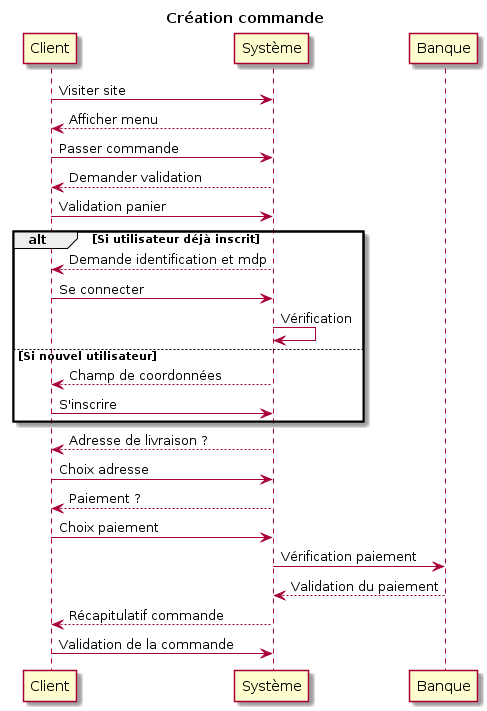 Création commande
Client Système Banque
Visiter site
Afficher menu
Passer commande
Demander validation
Validation panier
alt [Si utilisateur déjà inscrit]
Demande identification et mdp
Se connecter
Vérification
[Si nouvel utilisateur]
Champ de coordonnées
S'inscrire
Adresse de livraison ?
Choix adresse
Paiement ?
Choix paiement
Vérification paiement
Validation du paiement
Récapitulatif commande
Validation de la commande
Client Système Banque